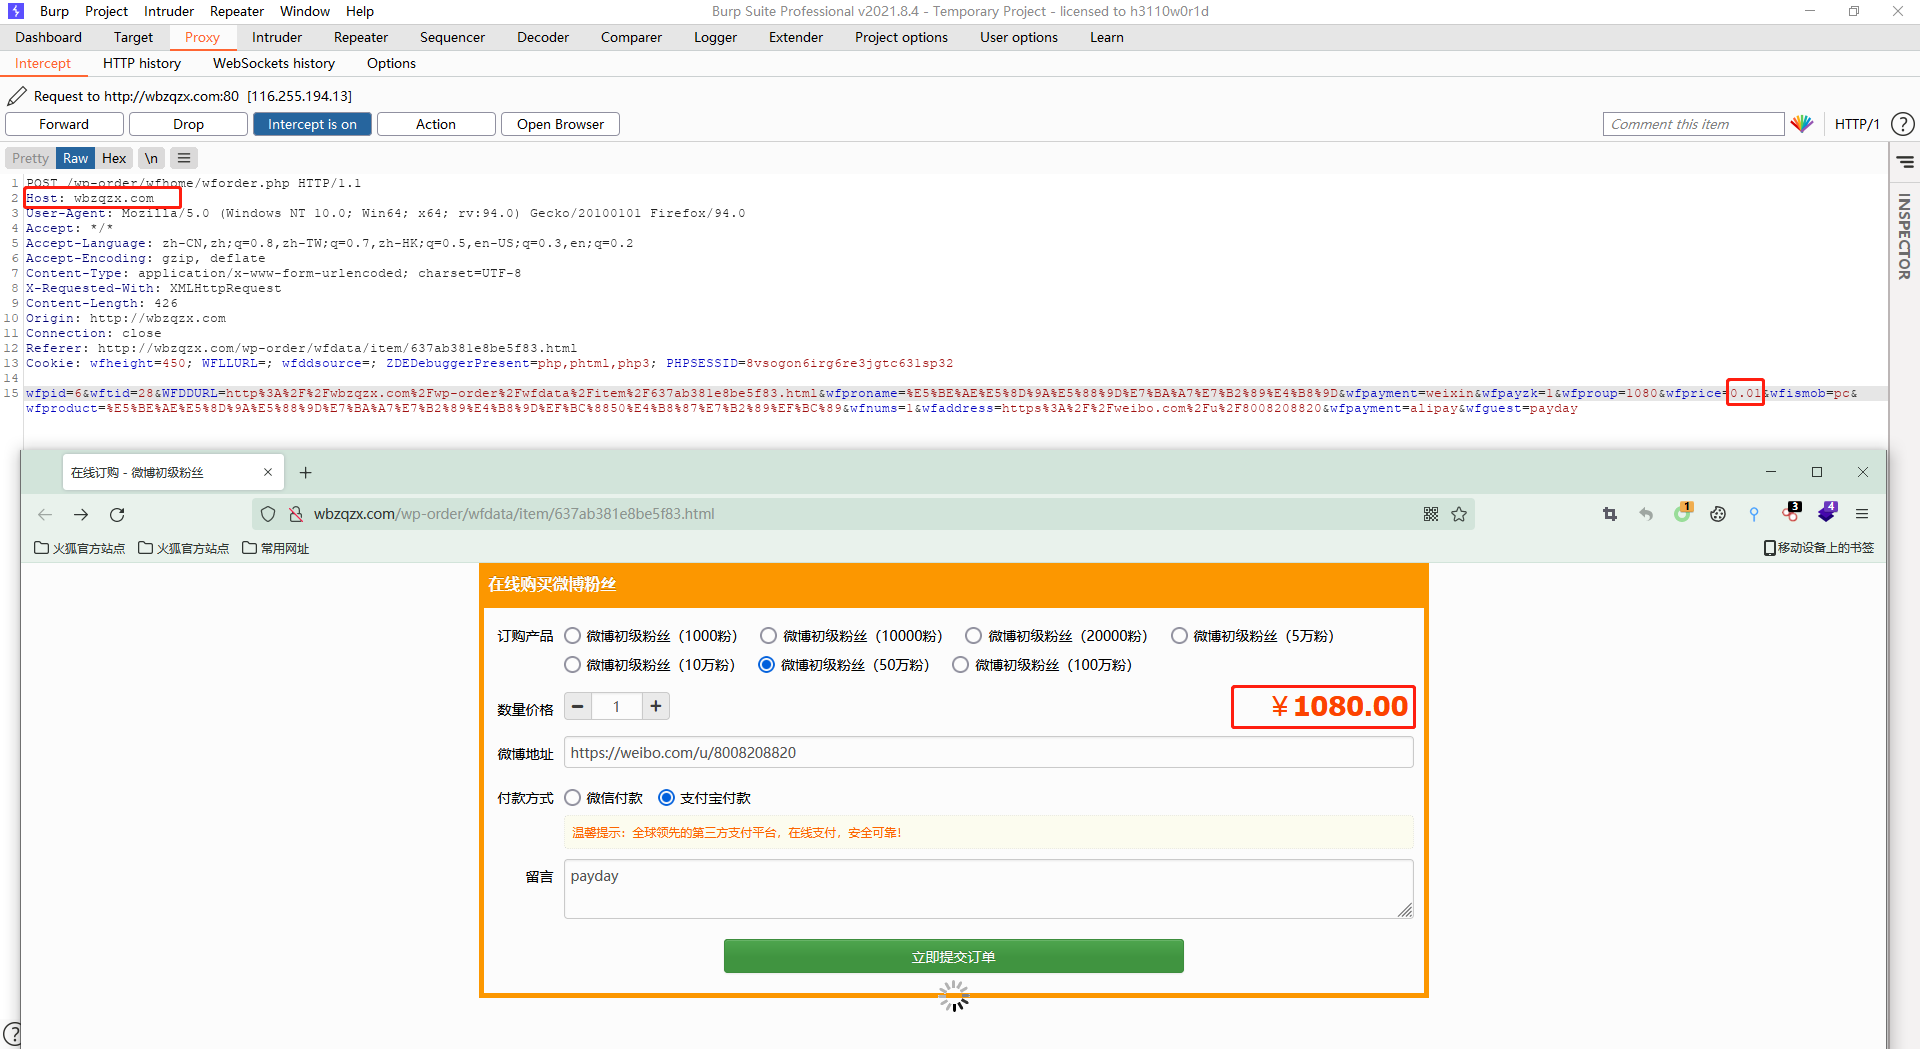 Burp Project Intruder Repeater Window Help
Burp Suite Professional v2021.8.4 - Temporary Project - licensed to h3110w0r1d
Dashboard Target Proxy Intruder Repeater Sequencer Decoder Comparer Logger Extender Project options User options Learn
Intercept HTTP history WebSockets history Options
Request to http://wbzqzx.com:80 [116.255.194.13]
Forward Drop Intercept is on Action Open Browser Comment this item HTTP/1 ?
Pretty Raw Hex \n
INSPECTOR
1 POST /wp-order/wfhome/wforder.php HTTP/1.1
2 Host: wbzqzx.com
3 User-Agent: Mozilla/5.0 (Windows NT 10.0; Win64; x64; rv:94.0) Gecko/20100101 Firefox/94.0
4 Accept: */*
5 Accept-Language: zh-CN,zh;q=0.8,zh-TW;q=0.7,zh-HK;q=0.5,en-US;q=0.3,en;q=0.2
6 Accept-Encoding: gzip, deflate
7 Content-Type: application/x-www-form-urlencoded; charset=UTF-8
8 X-Requested-With: XMLHttpRequest
9 Content-Length: 426
10 Origin: http://wbzqzx.com
11 Connection: close
12 Referer: http://wbzqzx.com/wp-order/wfdata/item/637ab381e8be5f83.html
13 Cookie: wfheight=450; WFLLURL=; wfddsource=; ZDEDebuggerPresent=php,phtml,php3; PHPSESSID=8vsogon6irg6re3jgtc63lsp32
14
15 wfpid=6&wftid=28&WFDDURL=http%3A%2F%2Fwbzqzx.com%2Fwp-order%2Fwfdata%2Fitem%2F637ab381e8be5f83.html&wfproname=%E5%BE%AE%E5%8D%9A%E5%88%9D%E7%BA%A7%E7%B2%89%E4%B8%9D&wfpayment=weixin&wfpayzk=1&wfproup=1080&wfprice=0.01&wfismob=pc&
wfproduct=%E5%BE%AE%E5%8D%9A%E5%88%9D%E7%BA%A7%E7%B2%89%E4%B8%9D%EF%BC%8850%E4%B8%87%E7%B2%89%EF%BC%89&wfnums=1&wfaddress=https%3A%2F%2Fweibo.com%2Fu%2F8008208820&wfpayment=alipay&wfguest=payday
在线订购 - 微博初级粉丝
wbzqzx.com/wp-order/wfdata/item/637ab381e8be5f83.html
1 3 4
火狐官方站点 火狐官方站点 常用网址 移动设备上的书签
在线购买微博粉丝
订购产品 微博初级粉丝（1000粉） 微博初级粉丝（10000粉） 微博初级粉丝（20000粉） 微博初级粉丝（5万粉）
微博初级粉丝（10万粉） 微博初级粉丝（50万粉） 微博初级粉丝（100万粉）
数量价格 − 1 + ￥1080.00
微博地址 https://weibo.com/u/8008208820
付款方式 微信付款 支付宝付款
温馨提示：全球领先的第三方支付平台，在线支付，安全可靠！
留言 payday
立即提交订单
?